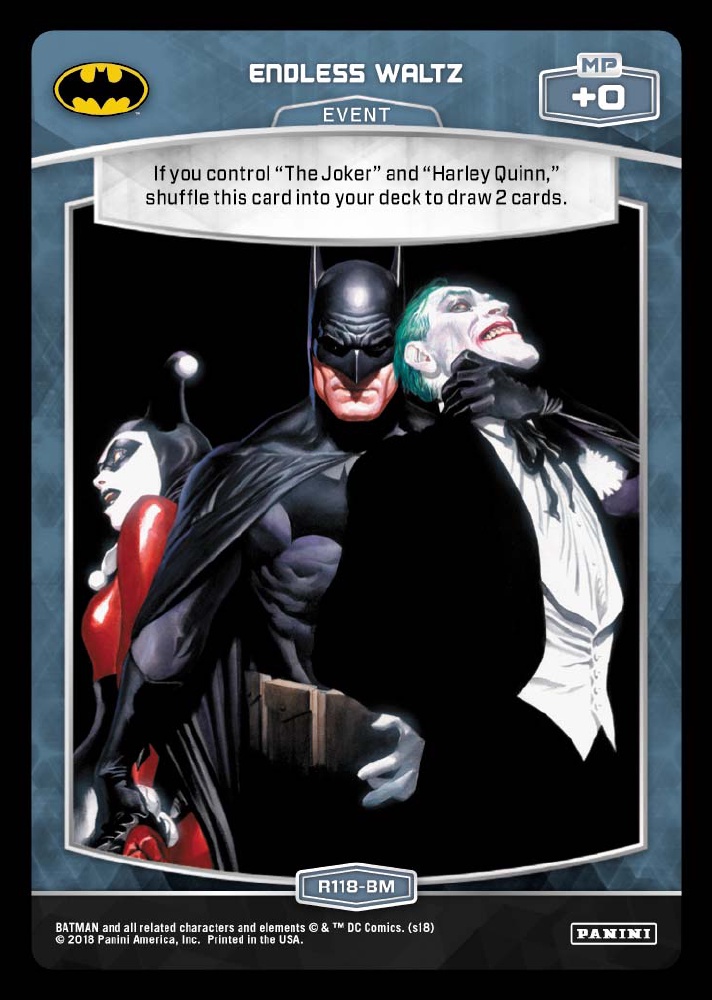 ENDLESS WALTZ
MP
+0
EVENT
If you control “The Joker” and “Harley Quinn,”
shuffle this card into your deck to draw 2 cards.
R118-BM
BATMAN and all related characters and elements © & ™ DC Comics. (s18)
© 2018 Panini America, Inc. Printed in the USA.
PANINI